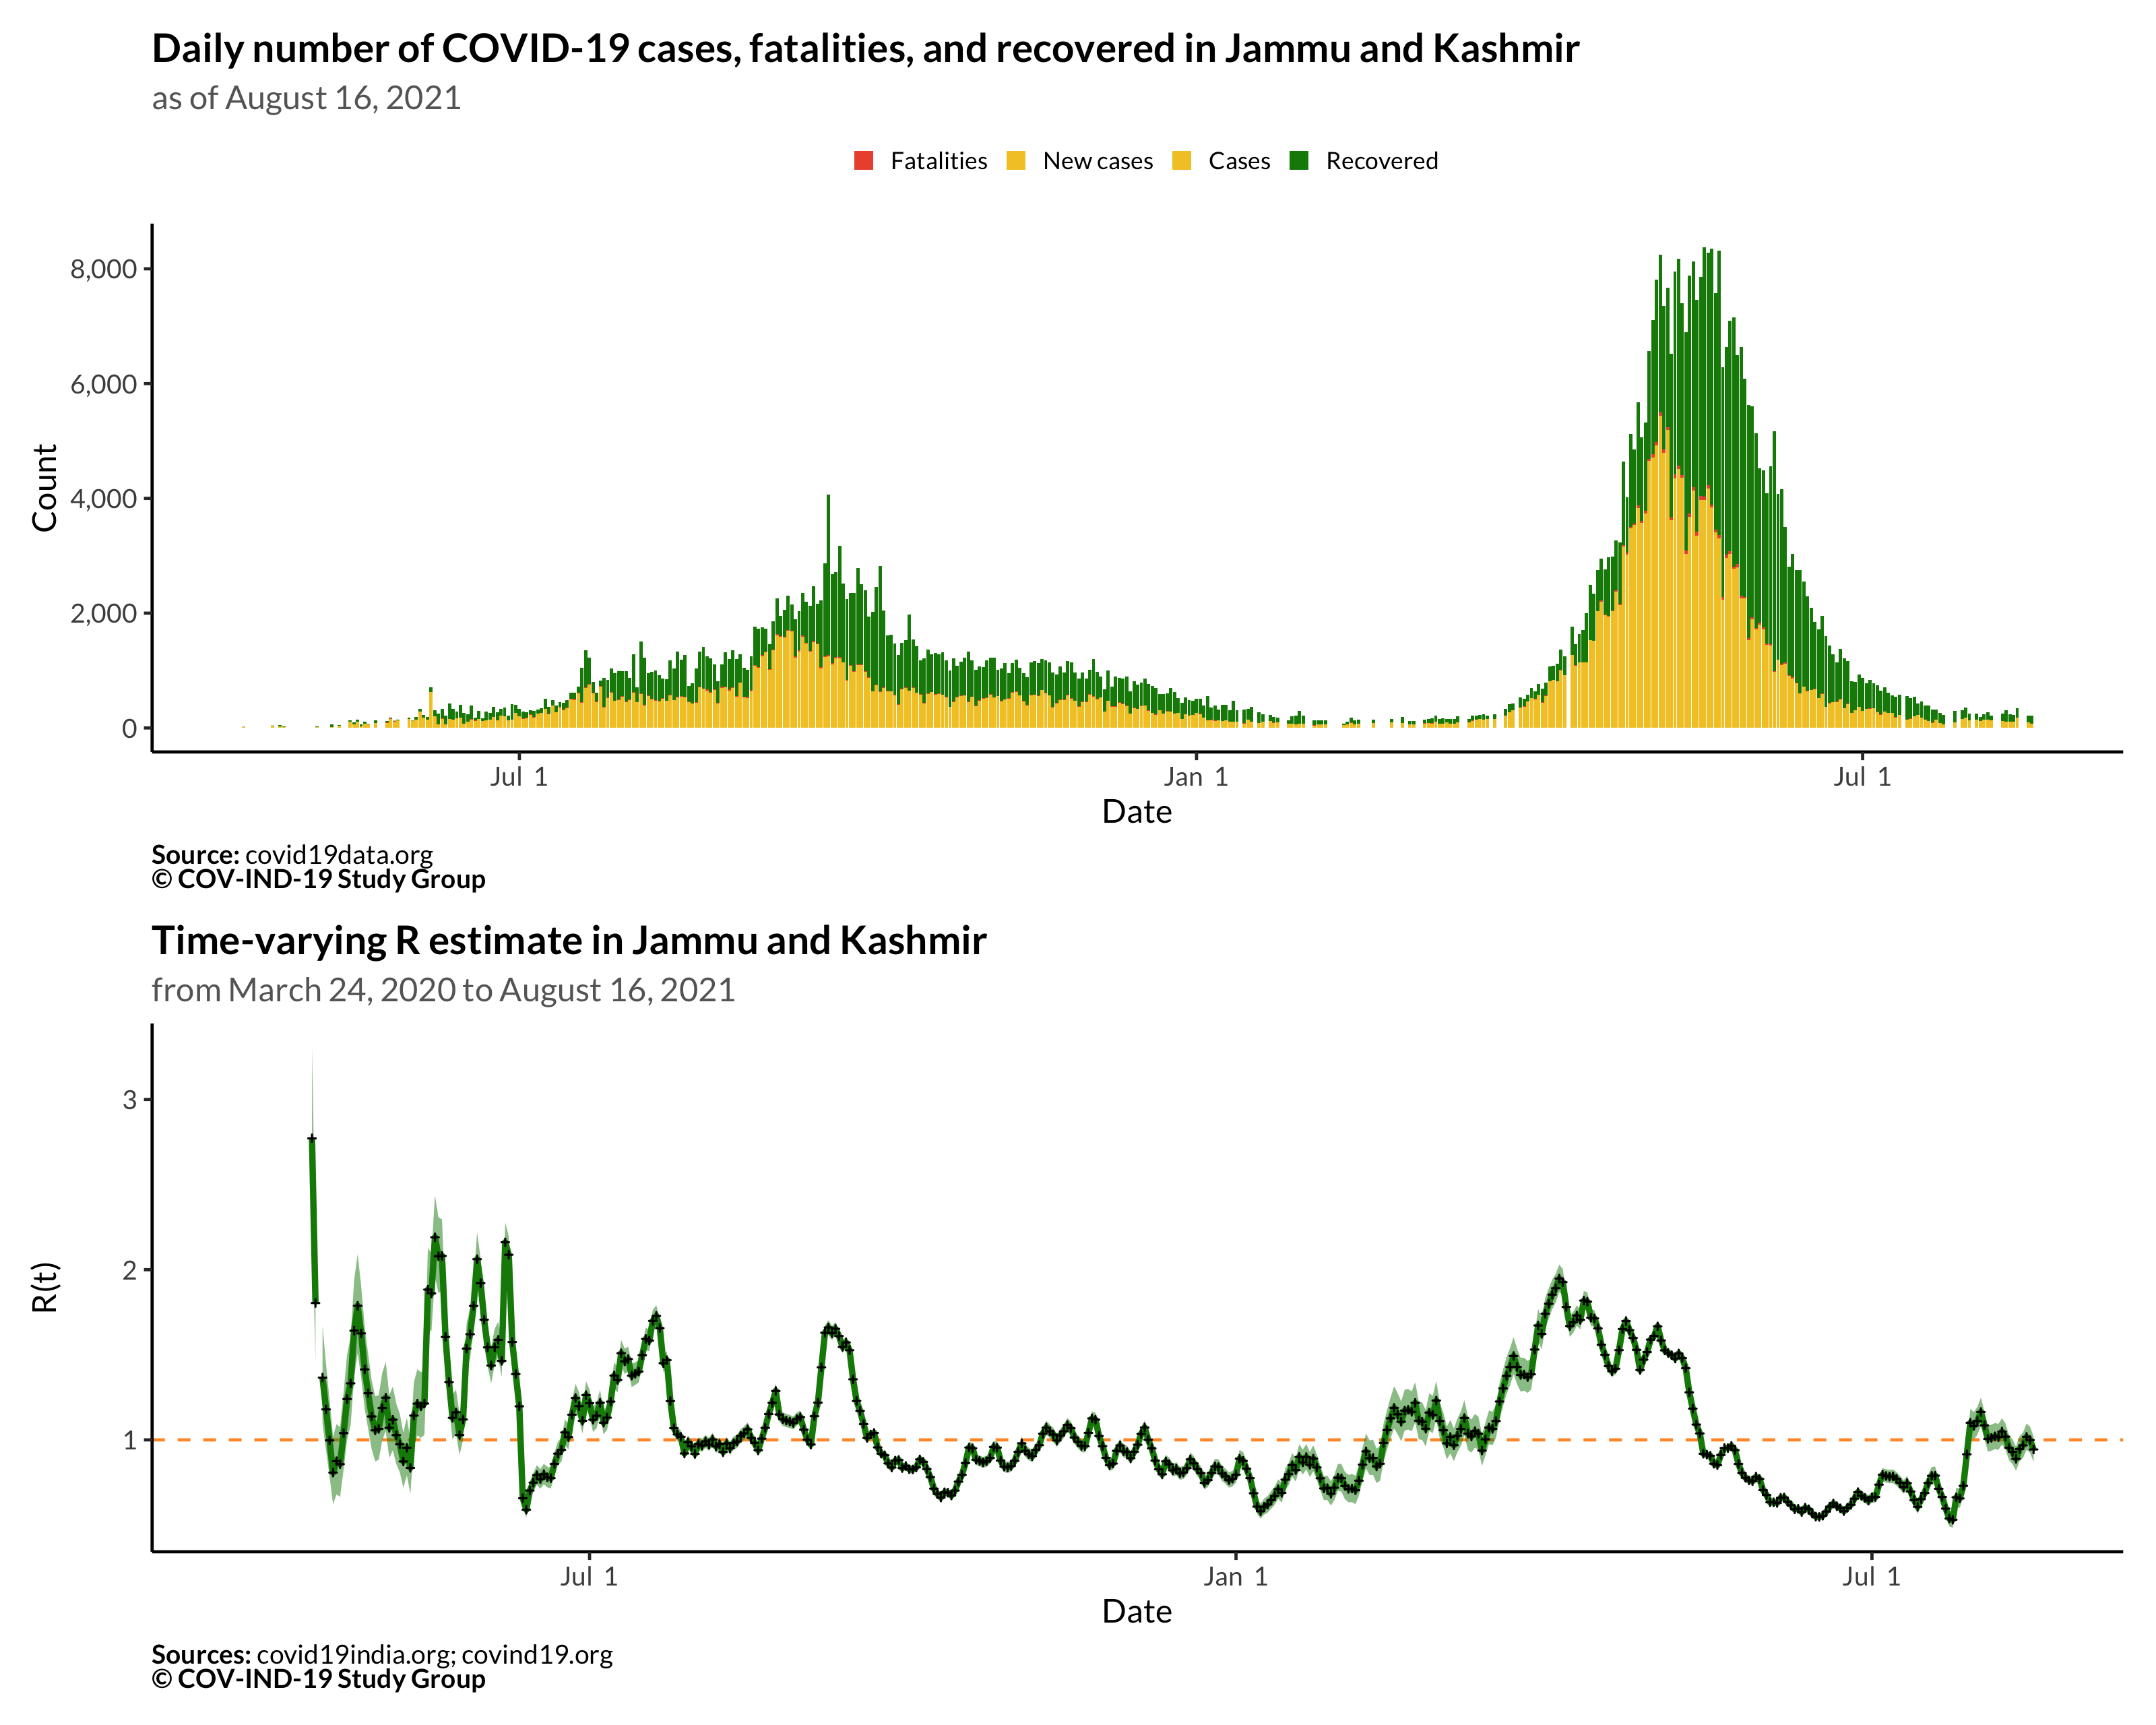 Daily number of COVID-19 cases, fatalities, and recovered in Jammu and Kashmir
as of August 16, 2021
Fatalities New cases Cases Recovered
8,000
6,000
4,000
2,000
0
Count
Jul 1 Jan 1 Jul 1
Date
Source: covid19data.org
© COV-IND-19 Study Group
Time-varying R estimate in Jammu and Kashmir
from March 24, 2020 to August 16, 2021
3
2
1
R(t)
Jul 1 Jan 1 Jul 1
Date
Sources: covid19india.org; covind19.org
© COV-IND-19 Study Group